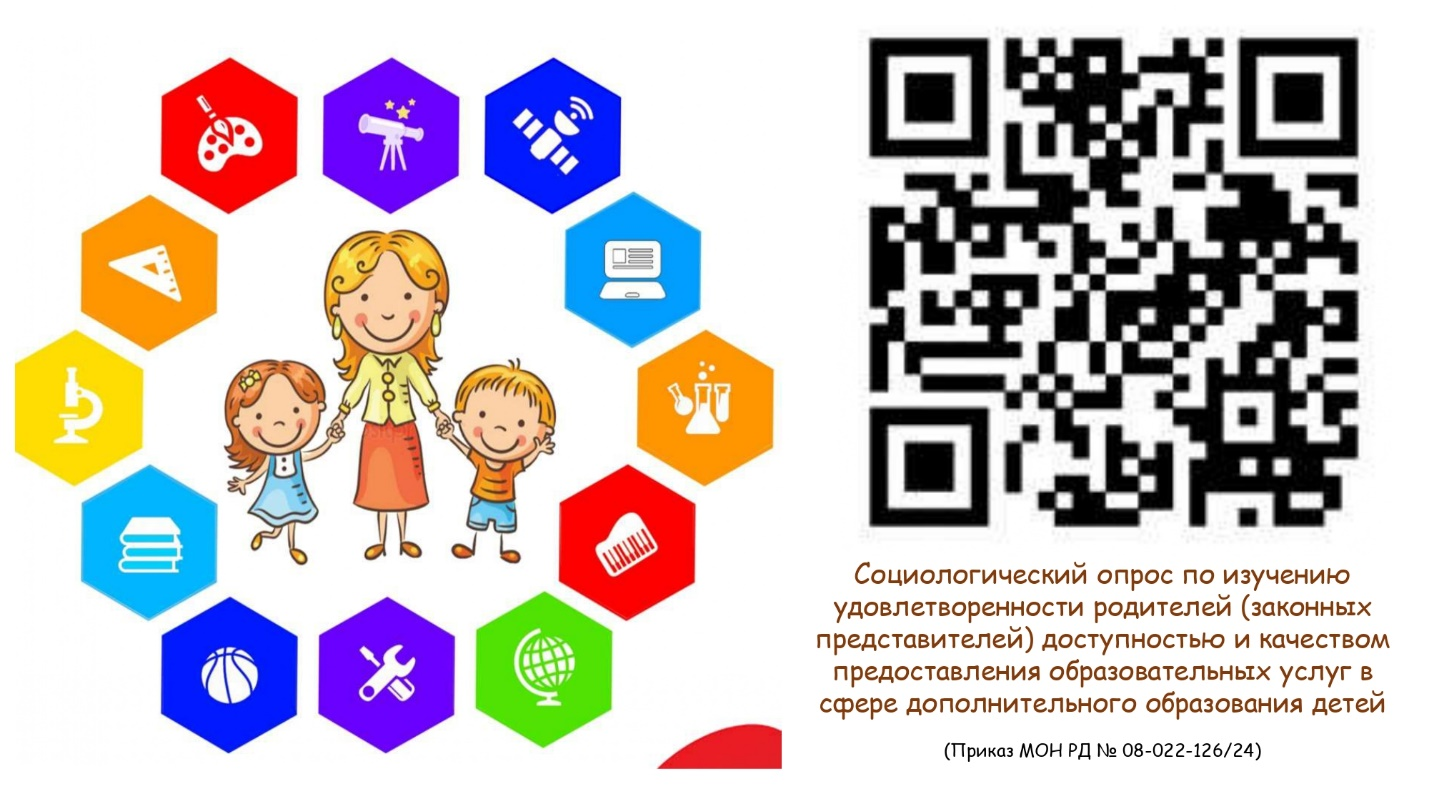 Социологический опрос по изучению
удовлетворенности родителей (законных
представителей) доступностью и качеством
предоставления образовательных услуг в
сфере дополнительного образования детей
(Приказ МОН РД № 08-022-126/24)